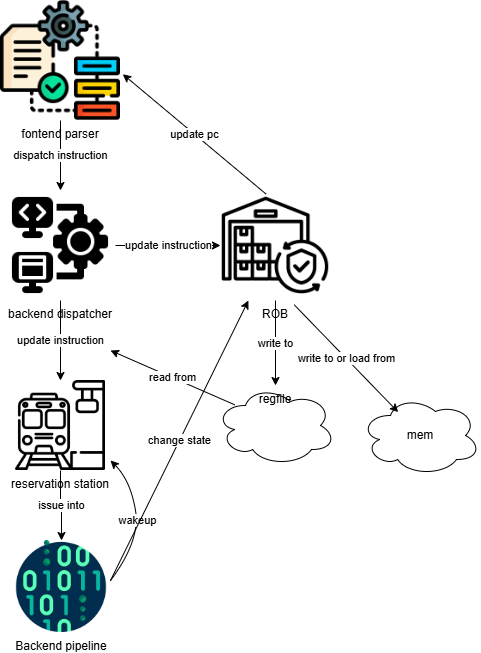 fontend parser
dispatch instruction
update pc
update instruction
backend dispatcher
ROB
update instruction
write to
write to or load from
read from
regfile
change state
mem
reservation station
issue into
wakeup
00
01011
101
10
Backend pipeline